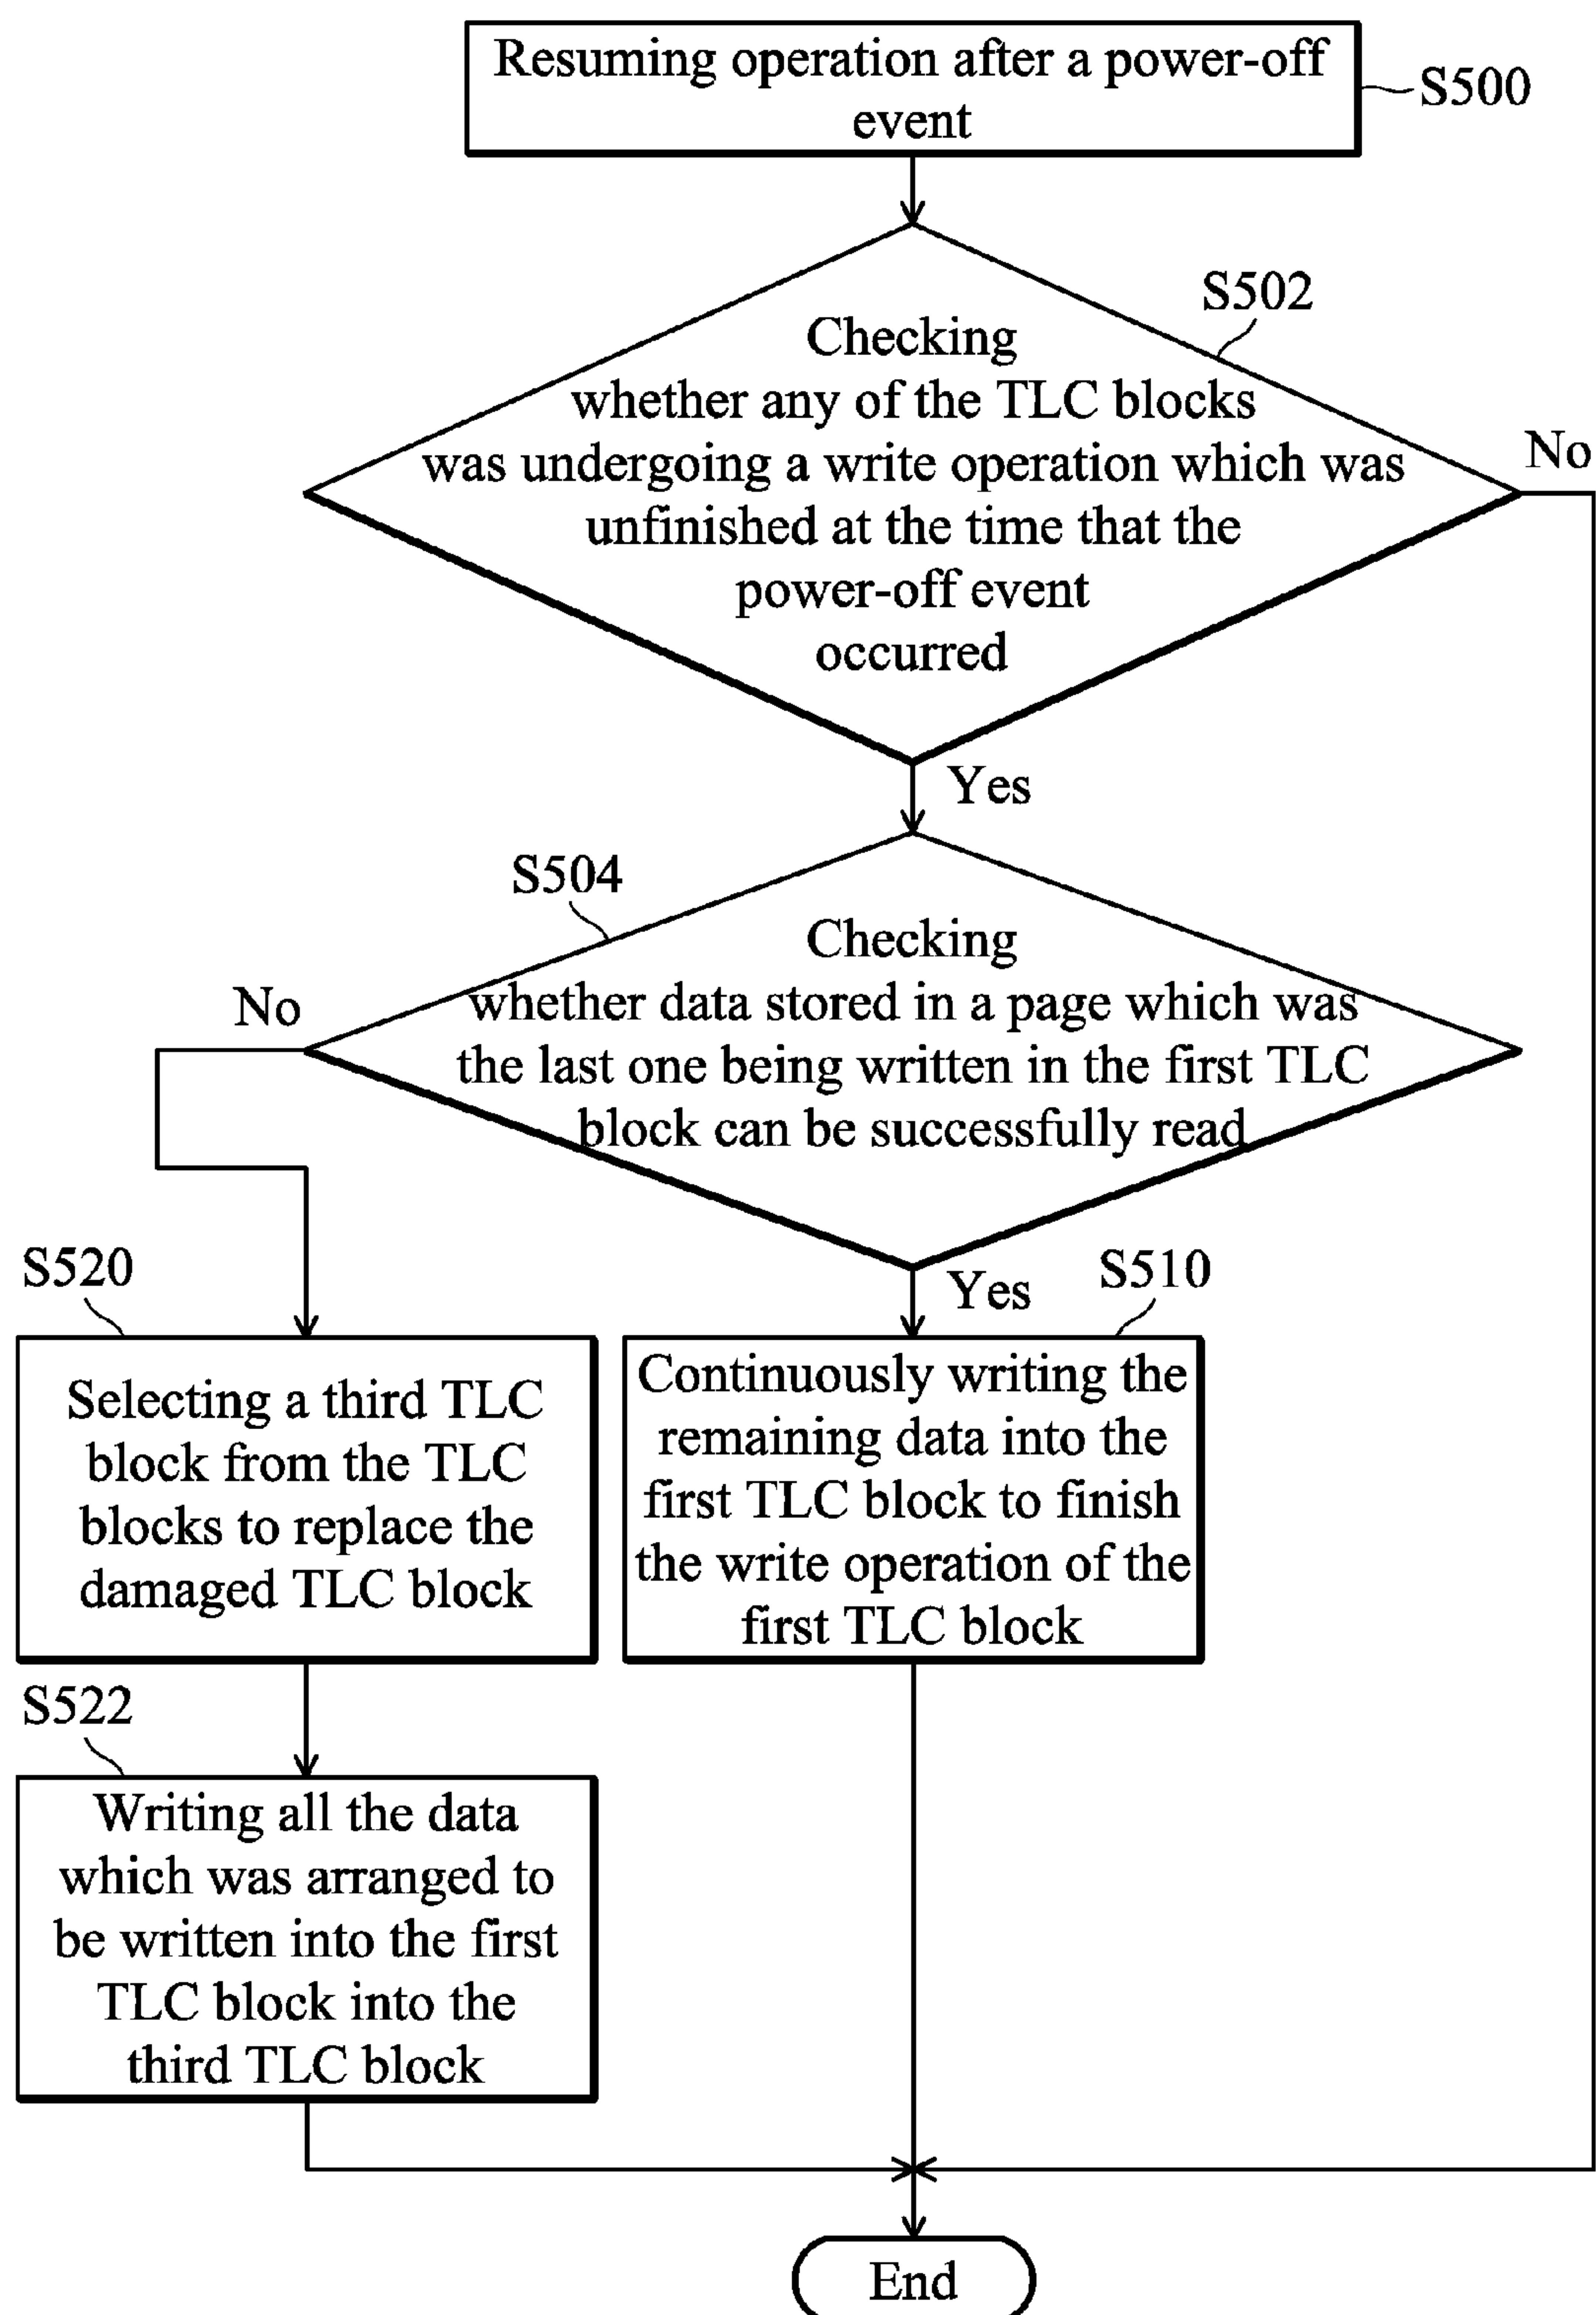 Resuming operation after a power-off
event
S500
S502
Checking
whether any of the TLC blocks
was undergoing a write operation which was
unfinished at the time that the
power-off event
occurred
No
Yes
S504
Checking
whether data stored in a page which was
the last one being written in the first TLC
block can be successfully read
No
Yes
S520
Selecting a third TLC
block from the TLC
blocks to replace the
damaged TLC block
S510
Continuously writing the
remaining data into the
first TLC block to finish
the write operation of the
first TLC block
S522
Writing all the data
which was arranged to
be written into the first
TLC block into the
third TLC block
End